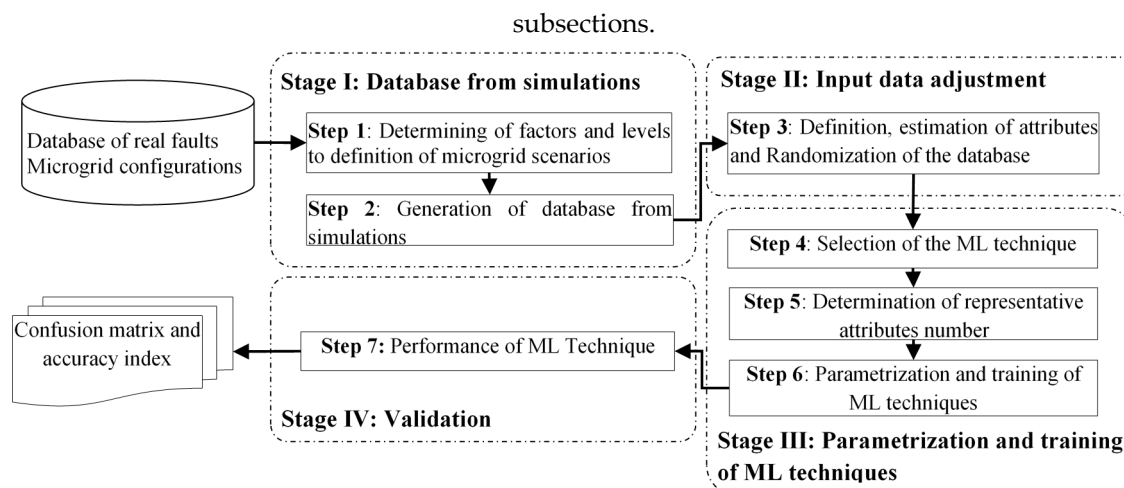 subsections.
Stage I: Database from simulations
Database of real faults
Microgrid configurations
Step 1: Determining of factors and levels
to definition of microgrid scenarios
Step 2: Generation of database from
simulations
Stage II: Input data adjustment
Step 3: Definition, estimation of attributes
and Randomization of the database
Step 4: Selection of the ML technique
Step 5: Determination of representative
attributes number
Step 6: Parametrization and training of
ML techniques
Stage III: Parametrization and training
of ML techniques
Step 7: Performance of ML Technique
Stage IV: Validation
Confusion matrix and
accuracy index